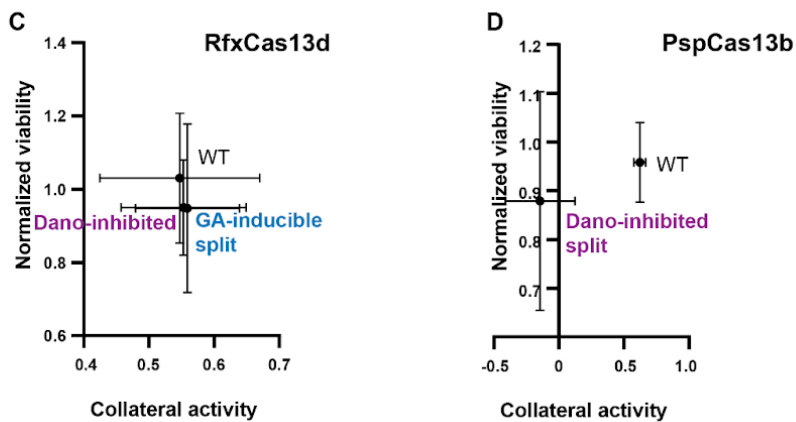 C
RfxCas13d
1.4
1.2
1.0
0.8
0.6
Normalized viability
WT
Dano-inhibited
GA-inducible
split
0.4
0.5
0.6
0.7
Collateral activity
D
PspCas13b
1.2
1.1
1.0
0.9
0.8
0.7
Normalized viability
WT
Dano-inhibited
split
-0.5
0
0.5
1.0
Collateral activity